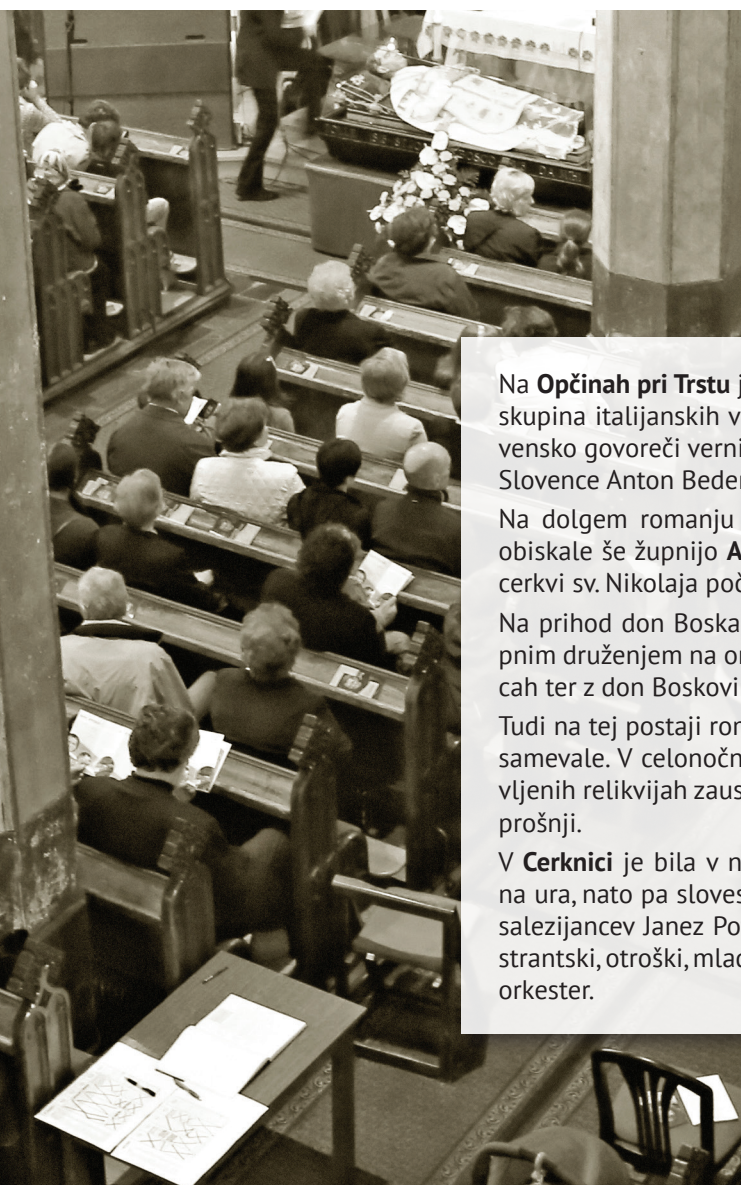 Na Opčinah pri Trstu
skupina italijanskih
vensko govoreči
Slovence Anton
Na dolgem romanju
obiskale še župnijo
cerkvi sv. Nikolaja
Na prihod don Boska
pnim druženjem na
cah ter z don
Tudi na tej postaji
samevale. V
vljenih relikvijah
prošnji.
V Cerknici je bila v
na ura, nato pa
salezijancev Janez
strantski, otroški,
orkester.